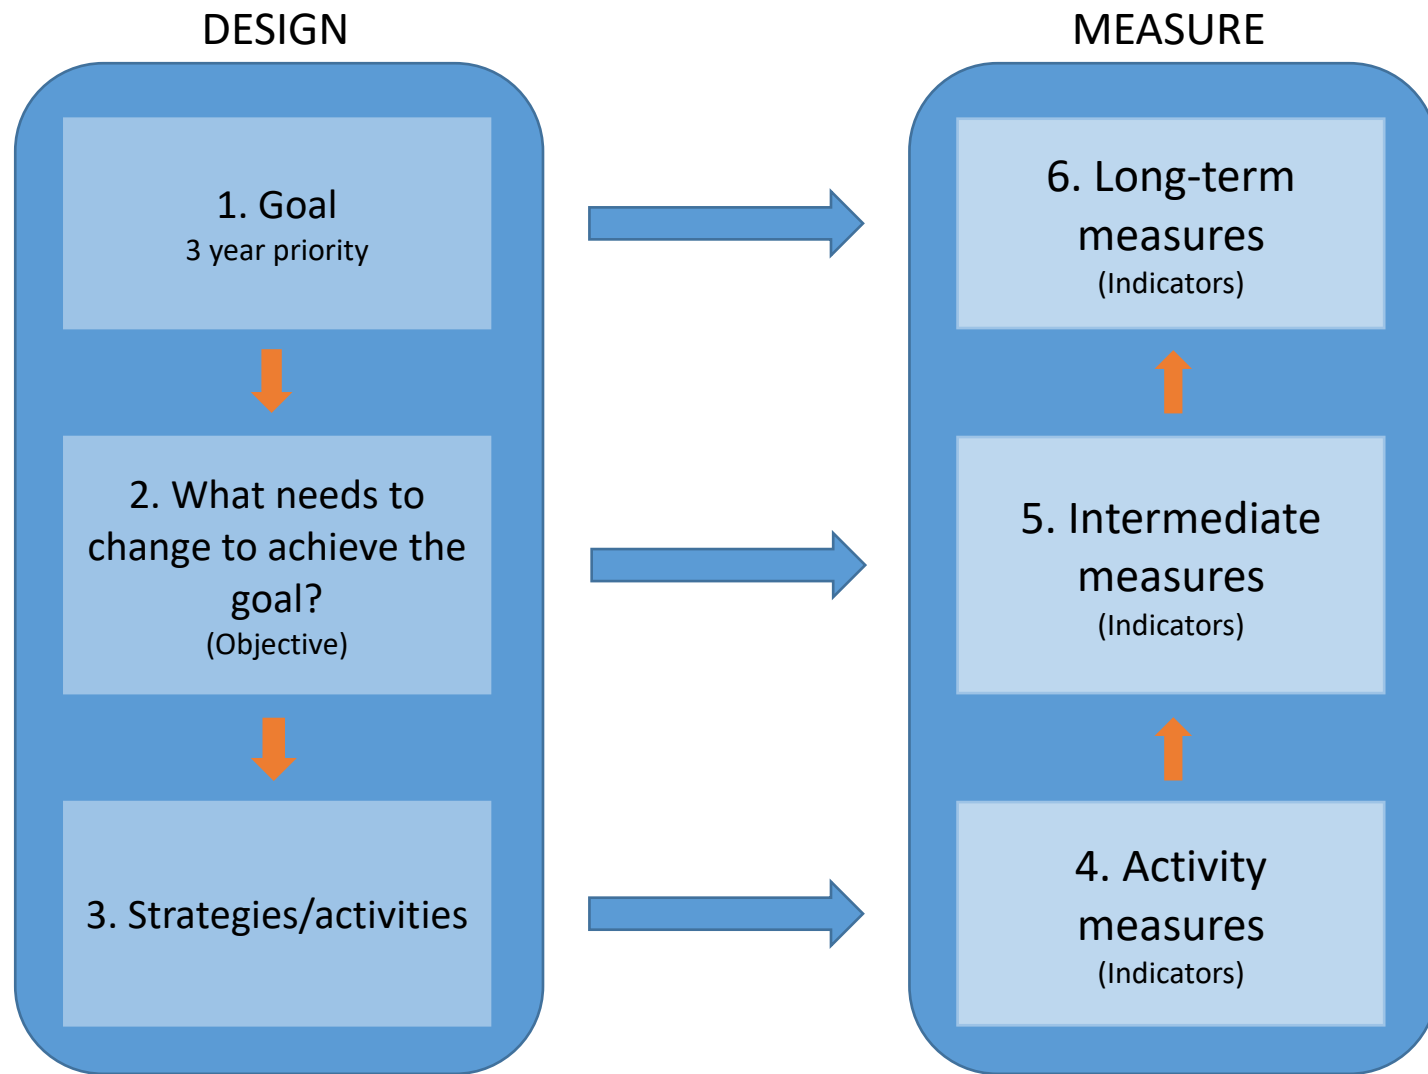 DESIGN
1. Goal
3 year priority
2. What needs to
change to achieve the
goal?
(Objective)
3. Strategies/activities
MEASURE
6. Long-term
measures
(Indicators)
5. Intermediate
measures
(Indicators)
4. Activity
measures
(Indicators)